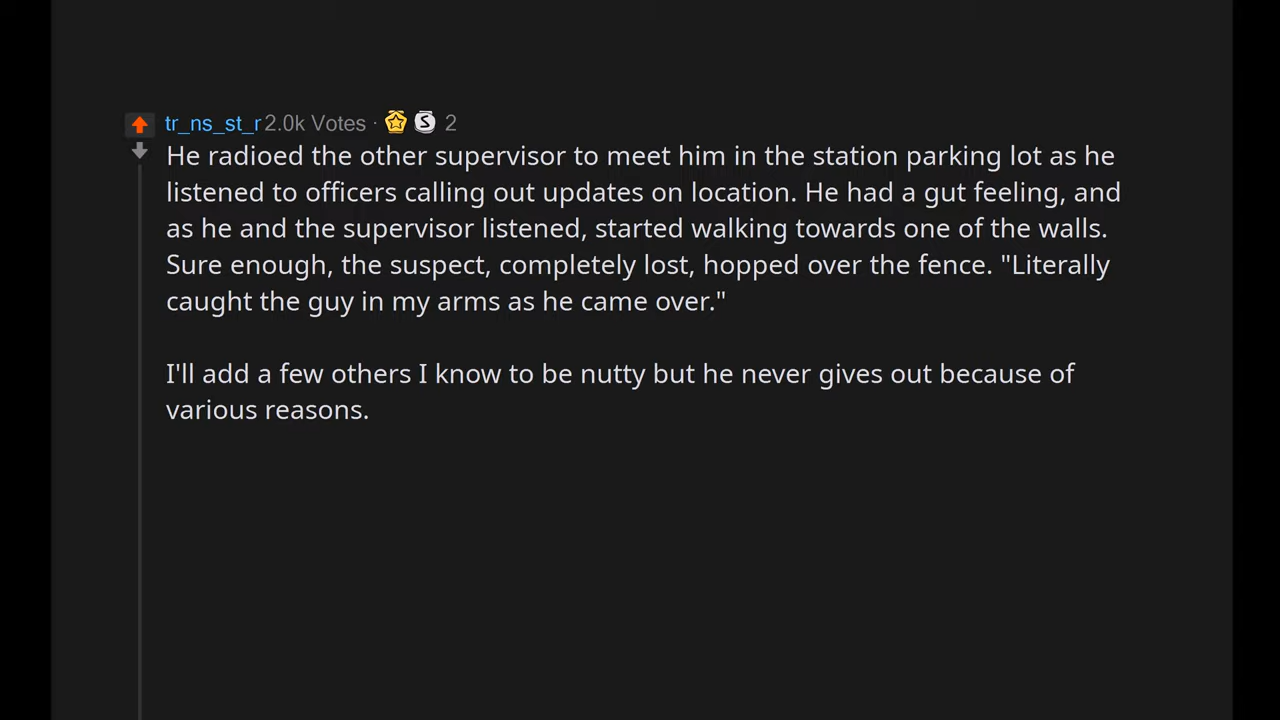 tr_ns_st_r 2.0k Votes · S 2
He radioed the other supervisor to meet him in the station parking lot as he
listened to officers calling out updates on location. He had a gut feeling, and
as he and the supervisor listened, started walking towards one of the walls.
Sure enough, the suspect, completely lost, hopped over the fence. "Literally
caught the guy in my arms as he came over."
I'll add a few others I know to be nutty but he never gives out because of
various reasons.